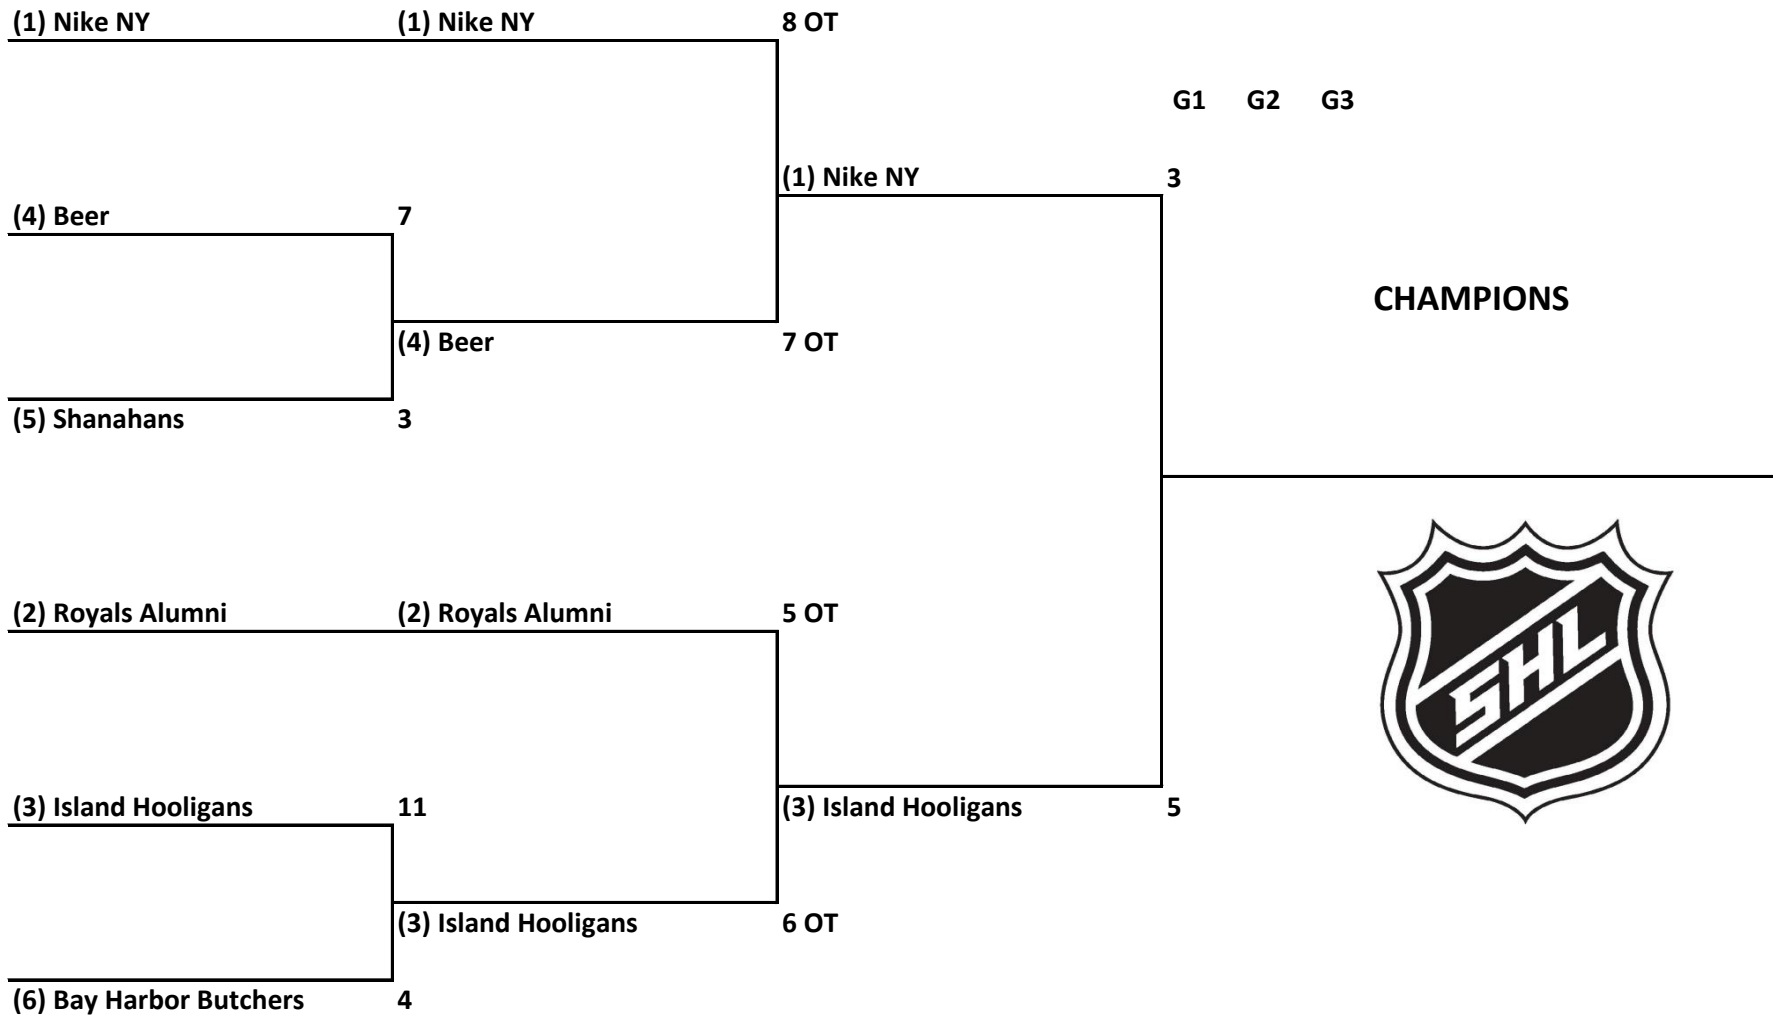 (1) Nike NY (1) Nike NY 8 OT
G1 G2 G3
(1) Nike NY 3
(4) Beer 7
CHAMPIONS
(4) Beer 7 OT
(5) Shanahans 3
(2) Royals Alumni (2) Royals Alumni 5 OT
SHL
(3) Island Hooligans 11 (3) Island Hooligans 5
(3) Island Hooligans 6 OT
(6) Bay Harbor Butchers 4